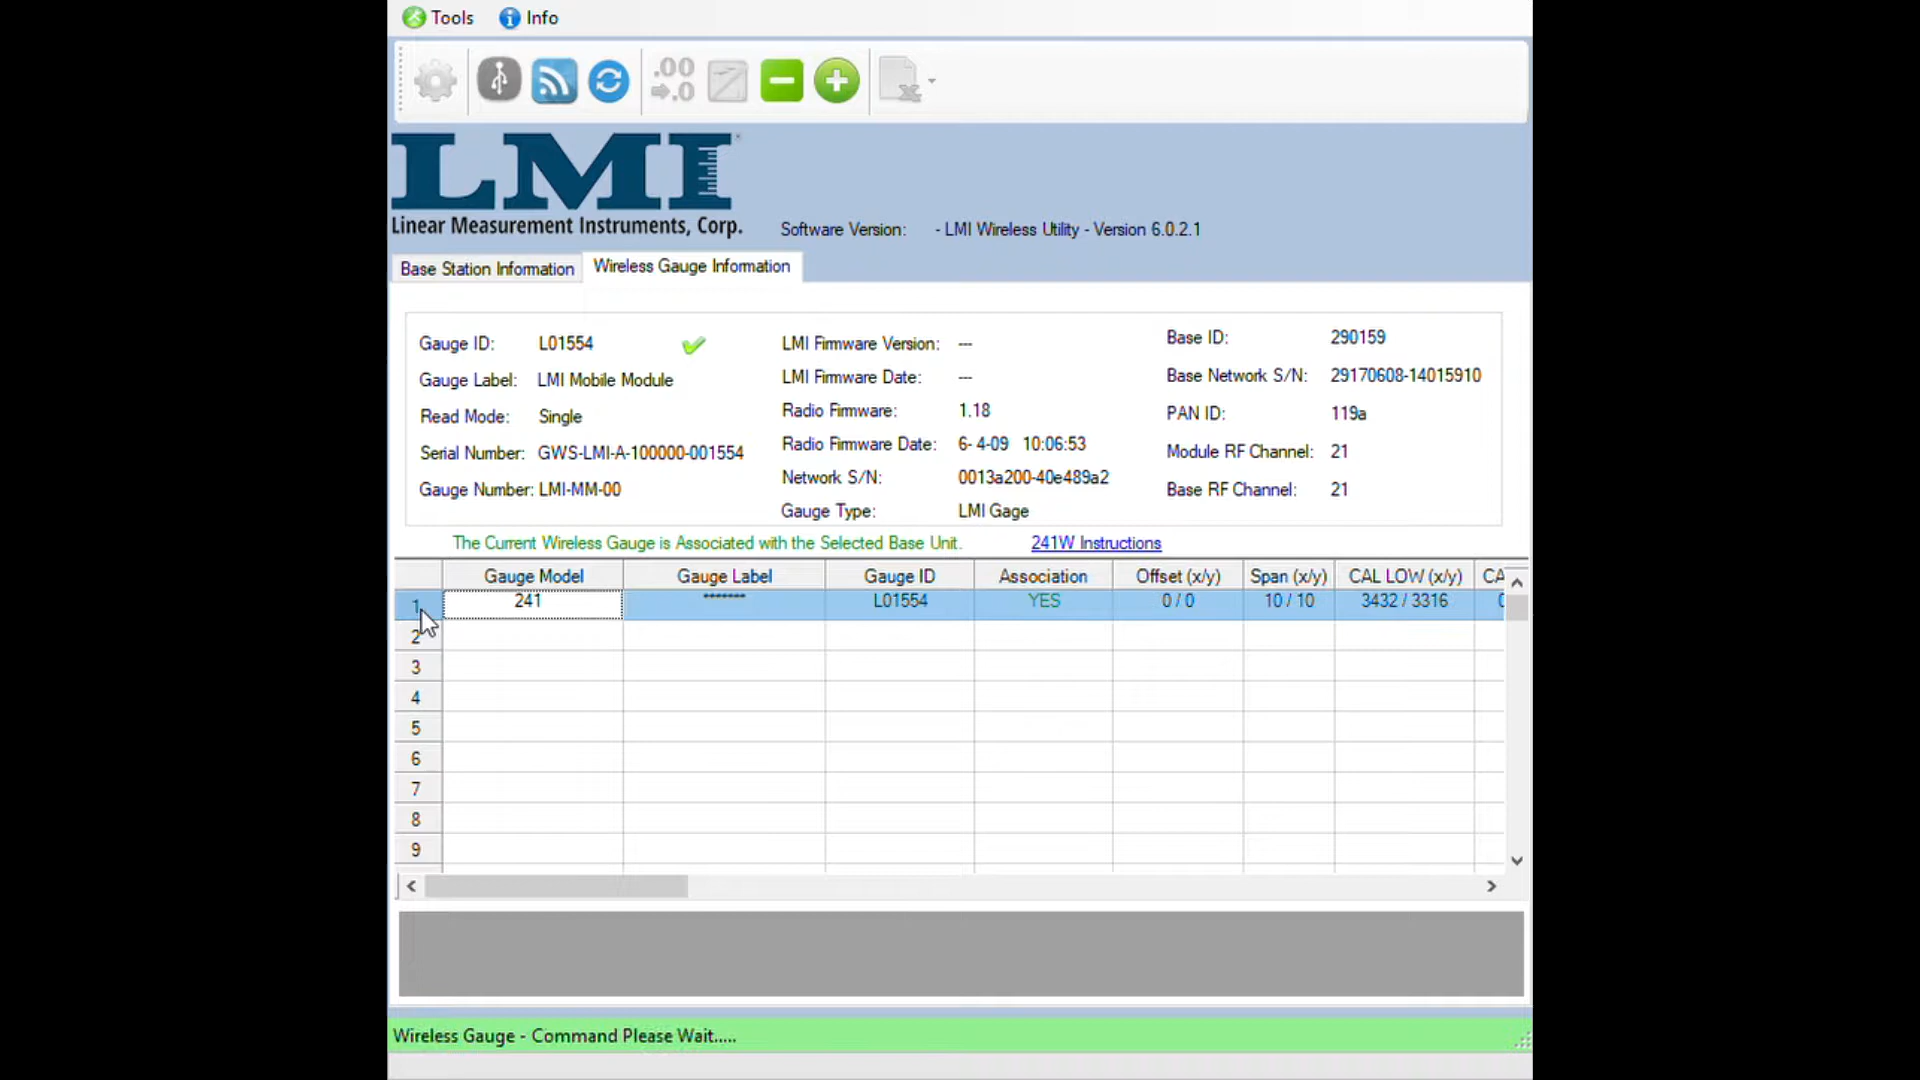 Tools Info
.00
.0
LMI
Linear Measurement Instruments, Corp.
Software Version: - LMI Wireless Utility - Version 6.0.2.1
Base Station Information Wireless Gauge Information
Gauge ID: L01554
Gauge Label: LMI Mobile Module
Read Mode: Single
Serial Number: GWS-LMI-A-100000-001554
Gauge Number: LMI-MM-00
LMI Firmware Version: ---
LMI Firmware Date: ---
Radio Firmware: 1.18
Radio Firmware Date: 6- 4-09 10:06:53
Network S/N: 0013a200-40e489a2
Gauge Type: LMI Gage
Base ID: 290159
Base Network S/N: 29170608-14015910
PAN ID: 119a
Module RF Channel: 21
Base RF Channel: 21
The Current Wireless Gauge is Associated with the Selected Base Unit. 241W Instructions
Gauge Model Gauge Label Gauge ID Association Offset (x/y) Span (x/y) CAL LOW (x/y) CA
1 241 ******* L01554 YES 0 / 0 10 / 10 3432 / 3316
2
3
4
5
6
7
8
9
Wireless Gauge - Command Please Wait.....